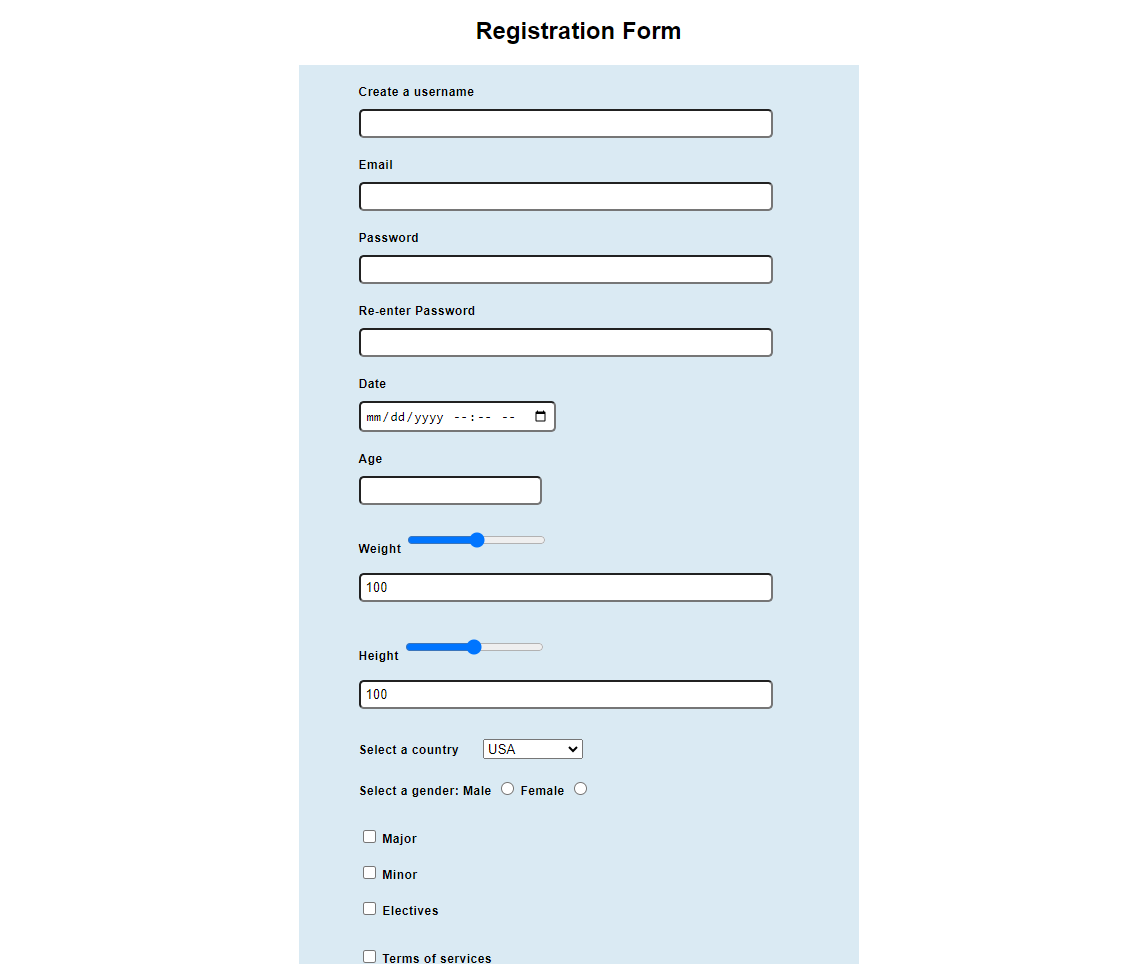 Registration Form
Create a username
Email
Password
Re-enter Password
Date
mm/dd/yyyy --:-- --
Age
Weight
100
Height
100
Select a country USA
Select a gender: Male Female
Major
Minor
Electives
Terms of services